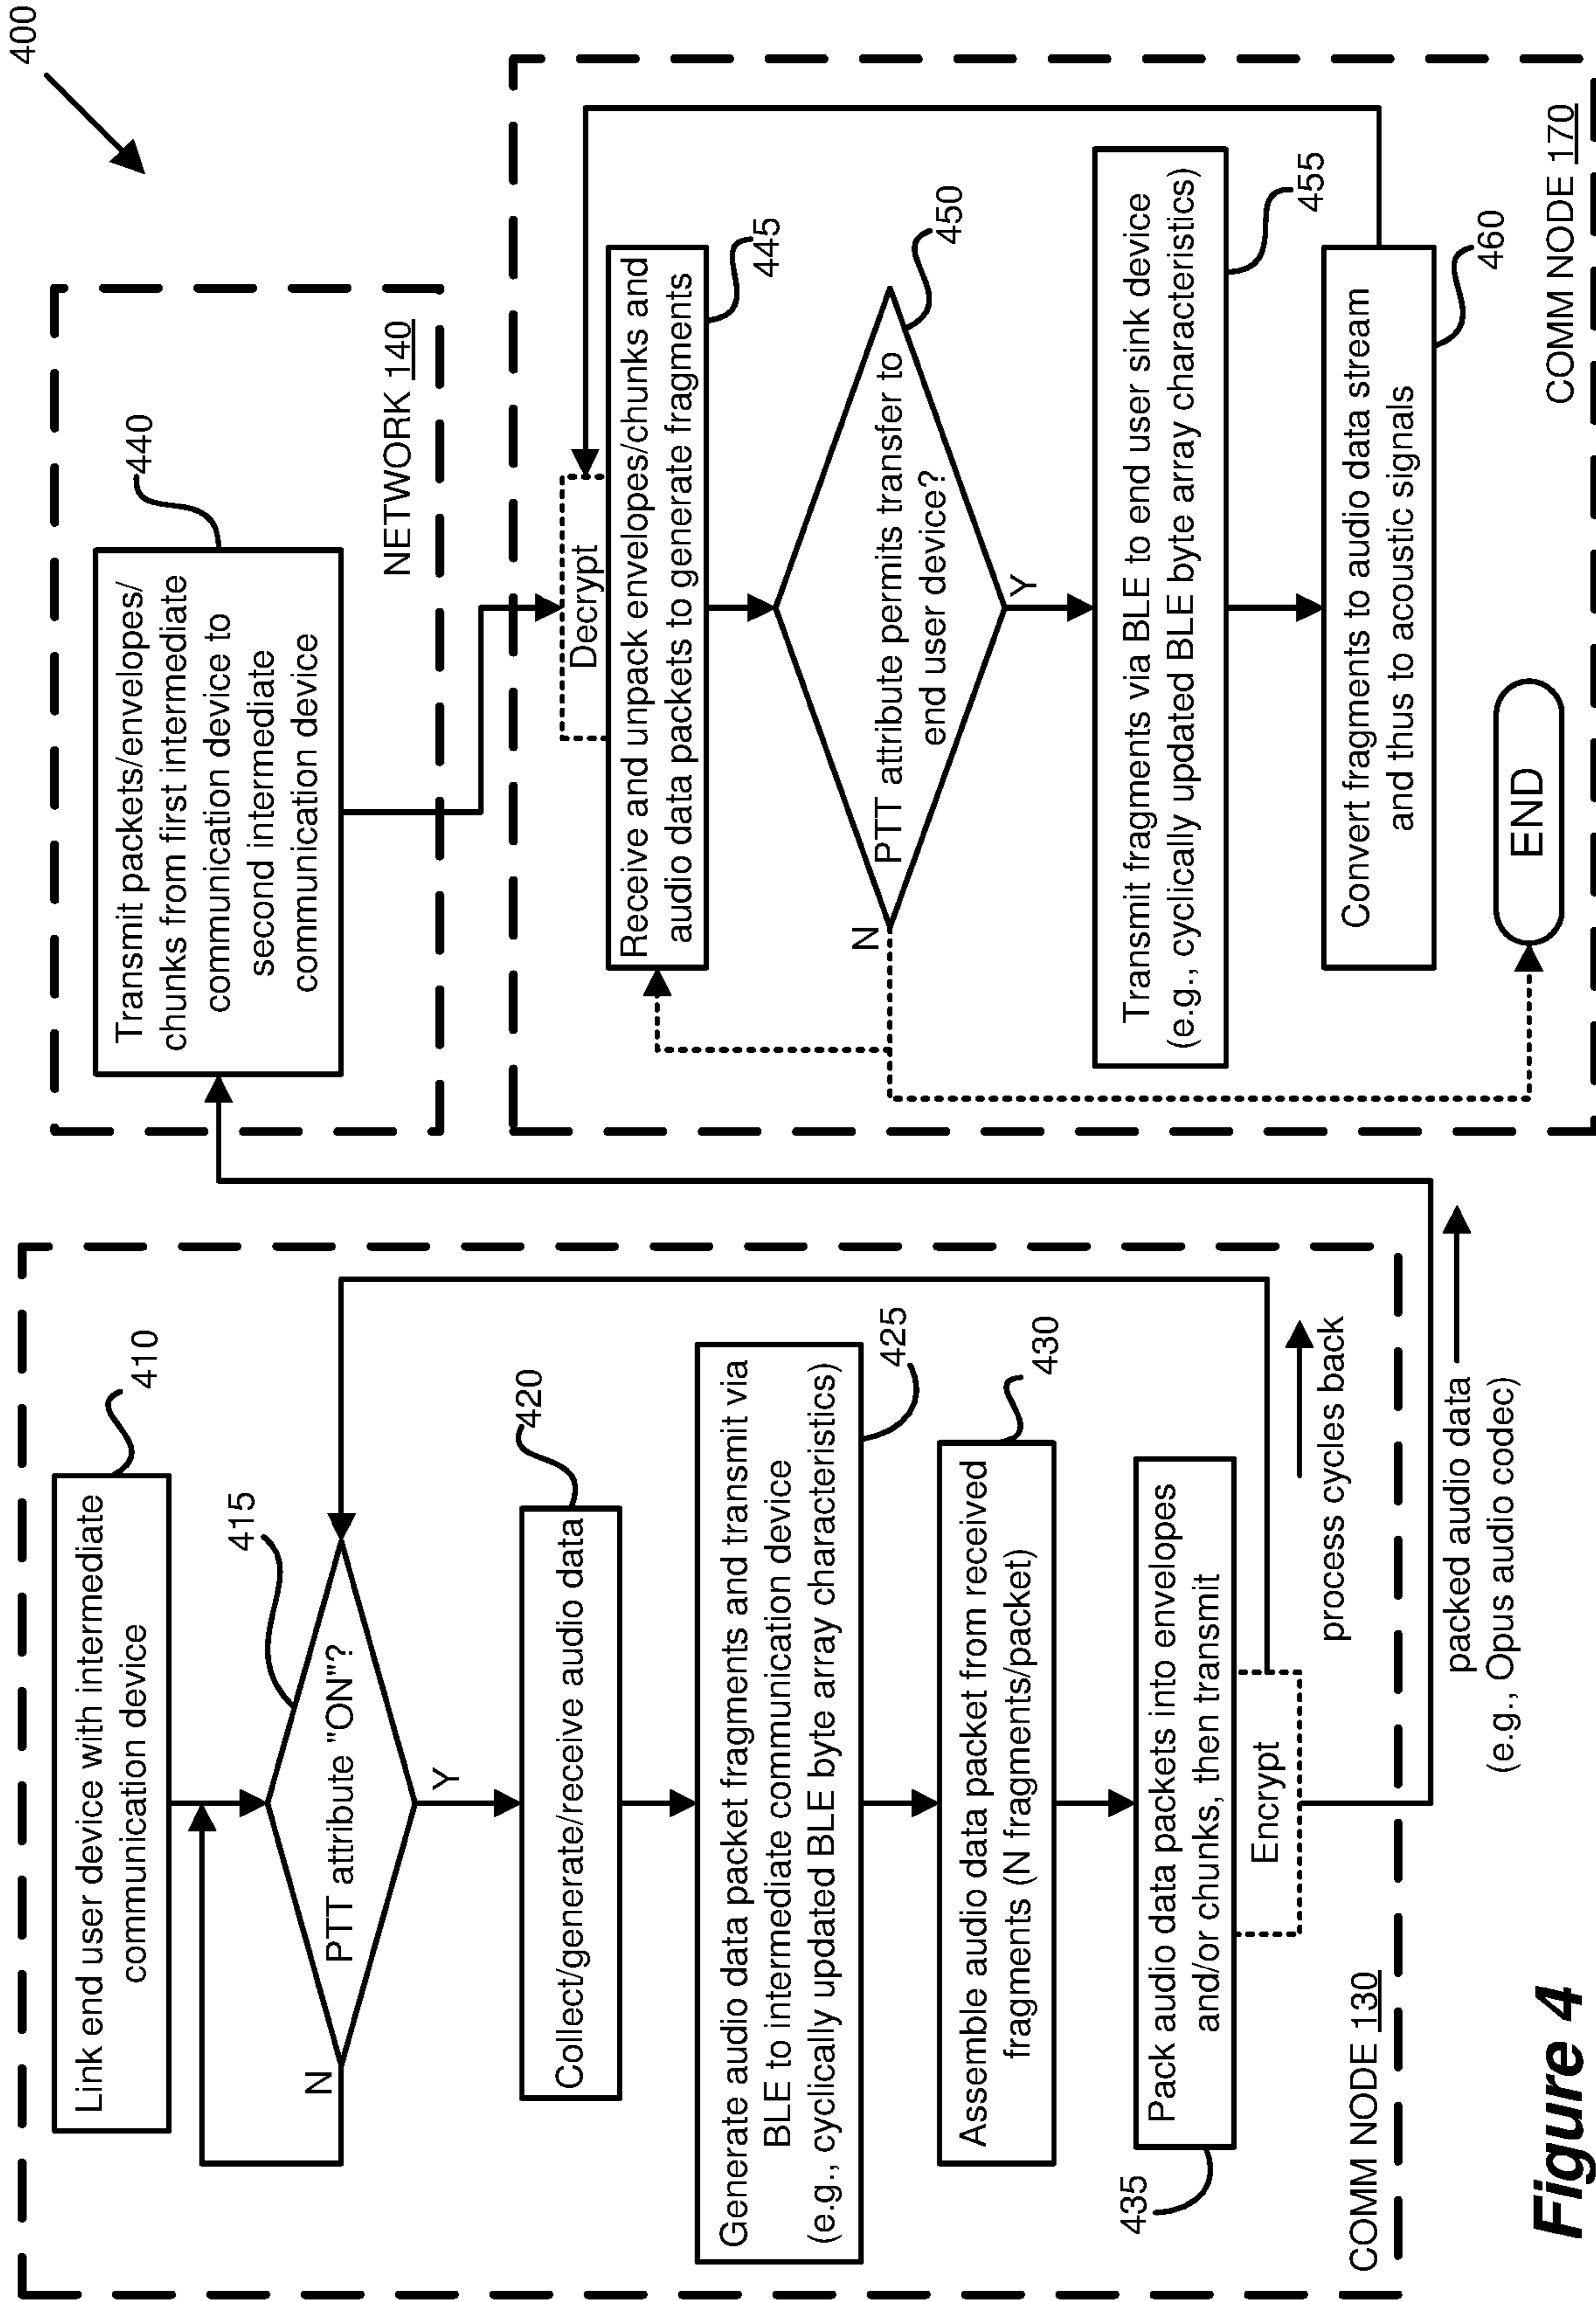 400
Link end user device with intermediate
communication device
410
415
PTT attribute "ON"?
N
Y
420
Collect/generate/receive audio data
Generate audio data packet fragments and transmit via
BLE to intermediate communication device
(e.g., cyclically updated BLE byte array characteristics)
425
430
Assemble audio data packet from received
fragments (N fragments/packet)
435
Pack audio data packets into envelopes
and/or chunks, then transmit
Encrypt
process cycles back
COMM NODE 130
packed audio data
(e.g., Opus audio codec)
Transmit packets/envelopes/
chunks from first intermediate
communication device to
second intermediate
communication device
440
NETWORK 140
Decrypt
Receive and unpack envelopes/chunks and
audio data packets to generate fragments
445
PTT attribute permits transfer to
end user device?
450
N
Y
Transmit fragments via BLE to end user sink device
(e.g., cyclically updated BLE byte array characteristics)
455
Convert fragments to audio data stream
and thus to acoustic signals
460
END
COMM NODE 170
Figure 4